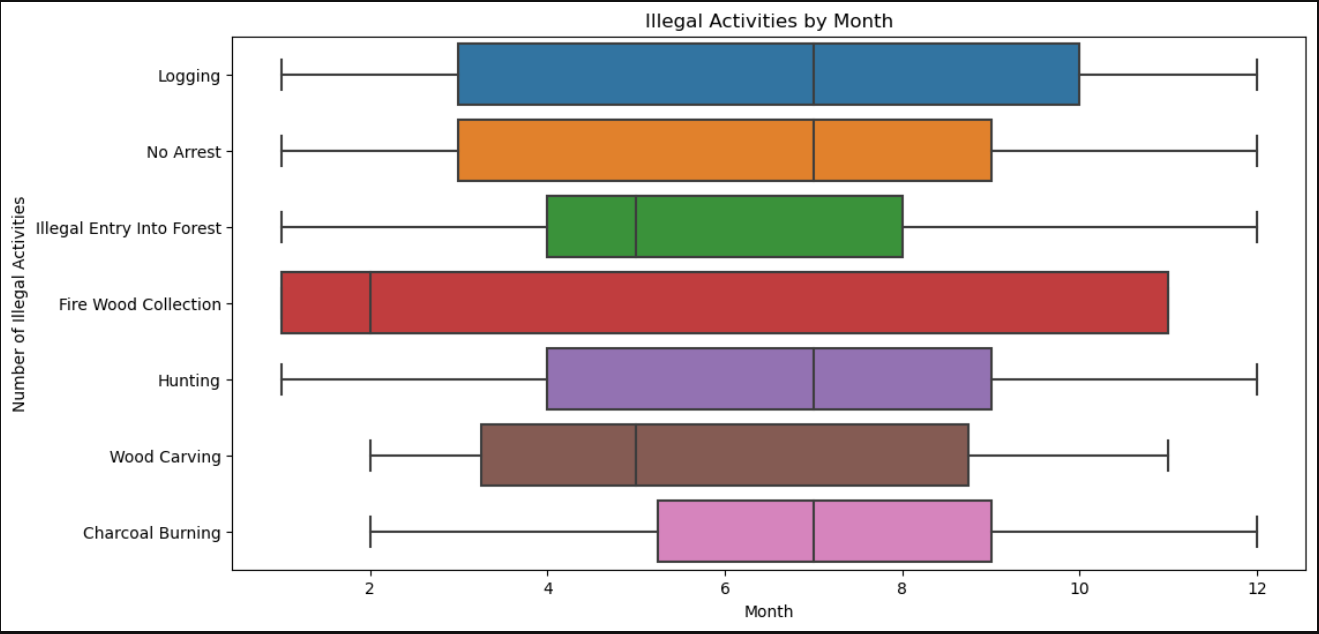 Illegal Activities by Month
Number of Illegal Activities
Logging
No Arrest
Illegal Entry Into Forest
Fire Wood Collection
Hunting
Wood Carving
Charcoal Burning
2 4 6 8 10 12
Month